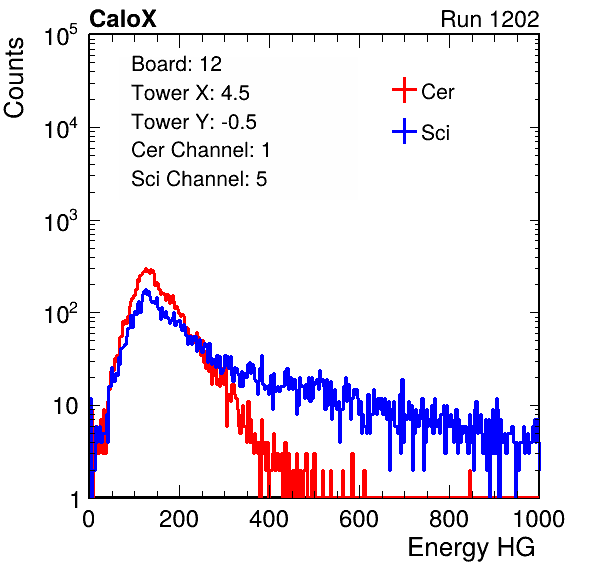 CaloX Run 1202
Counts
Board: 12
Tower X: 4.5
Tower Y: -0.5
Cer Channel: 1
Sci Channel: 5
Cer
Sci
10^5
10^4
10^3
10^2
10
1
0 200 400 600 800 1000
Energy HG